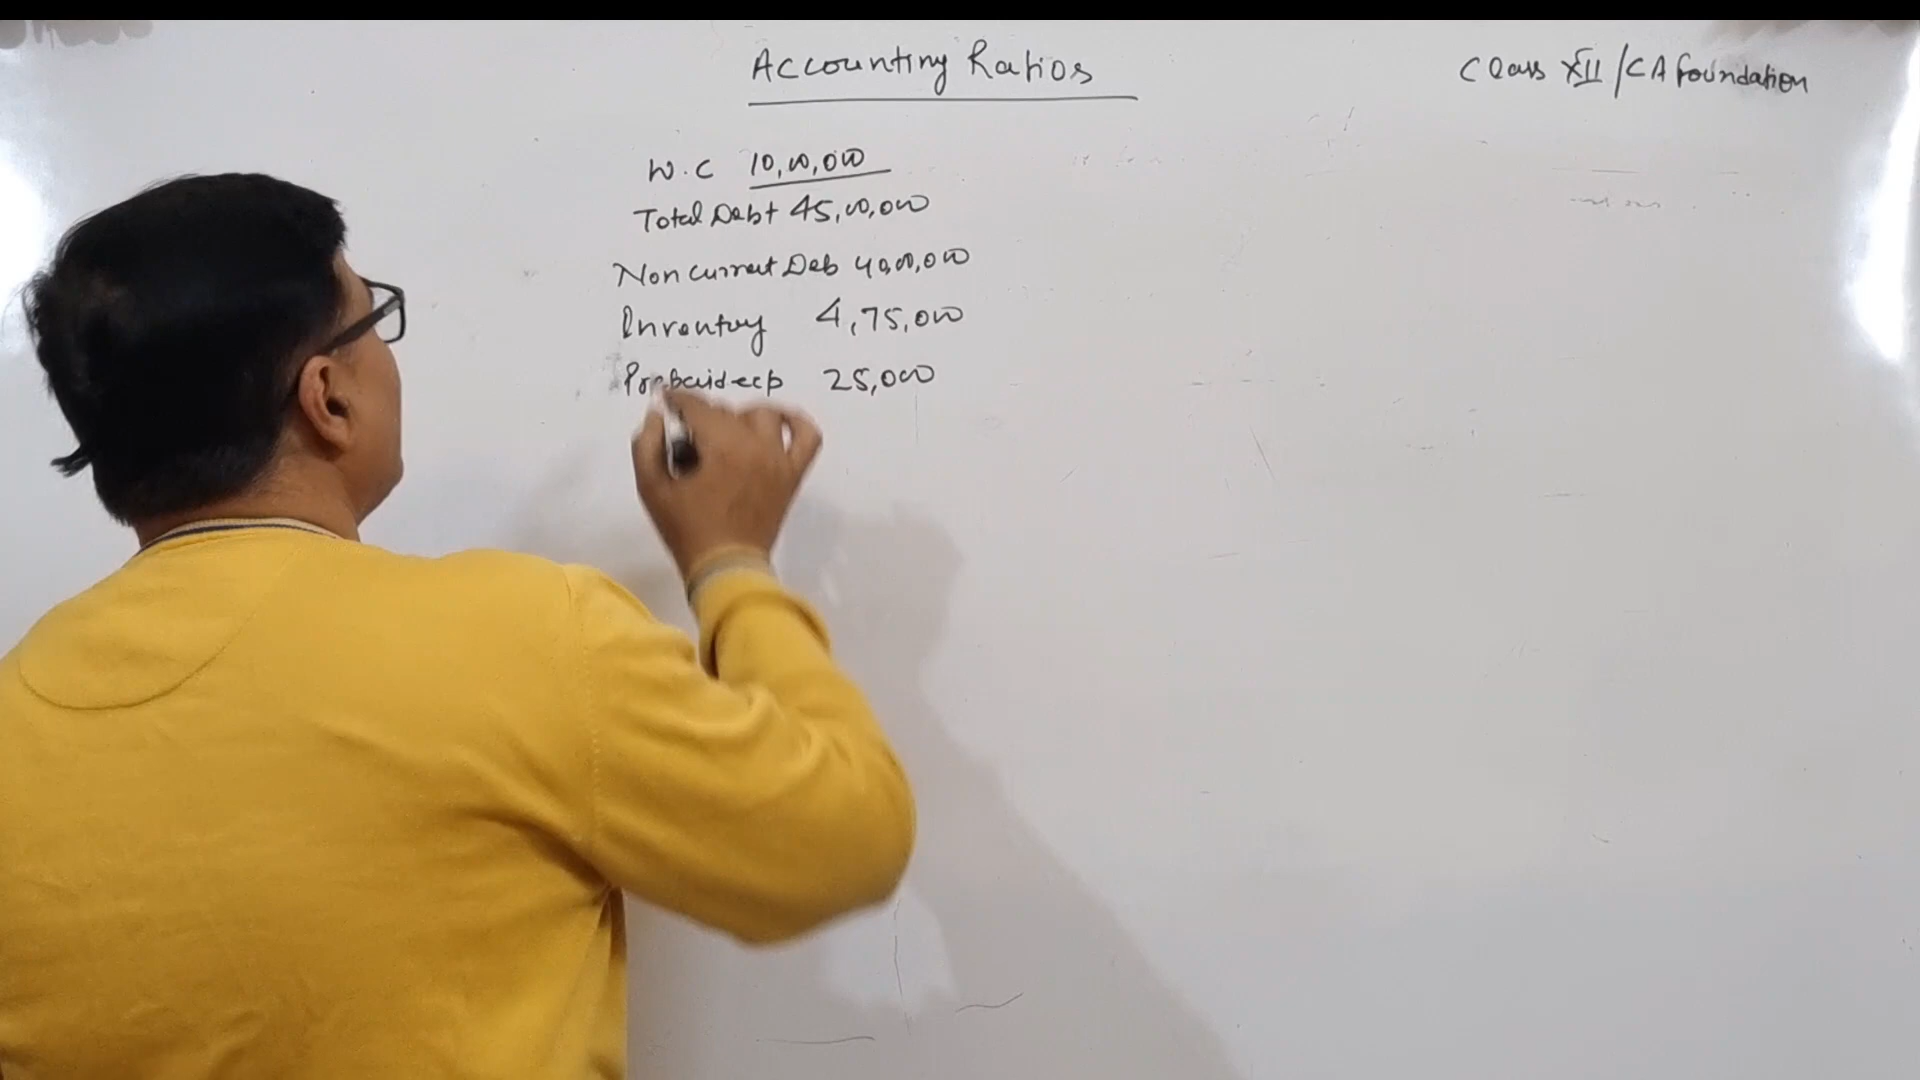 Accounting Ratios
Class XII / CA Foundation
W.C 10,00,000
Total Debt 45,00,000
Non current Deb 40,00,000
Inventory 4,75,000
Prepaid exp 25,000